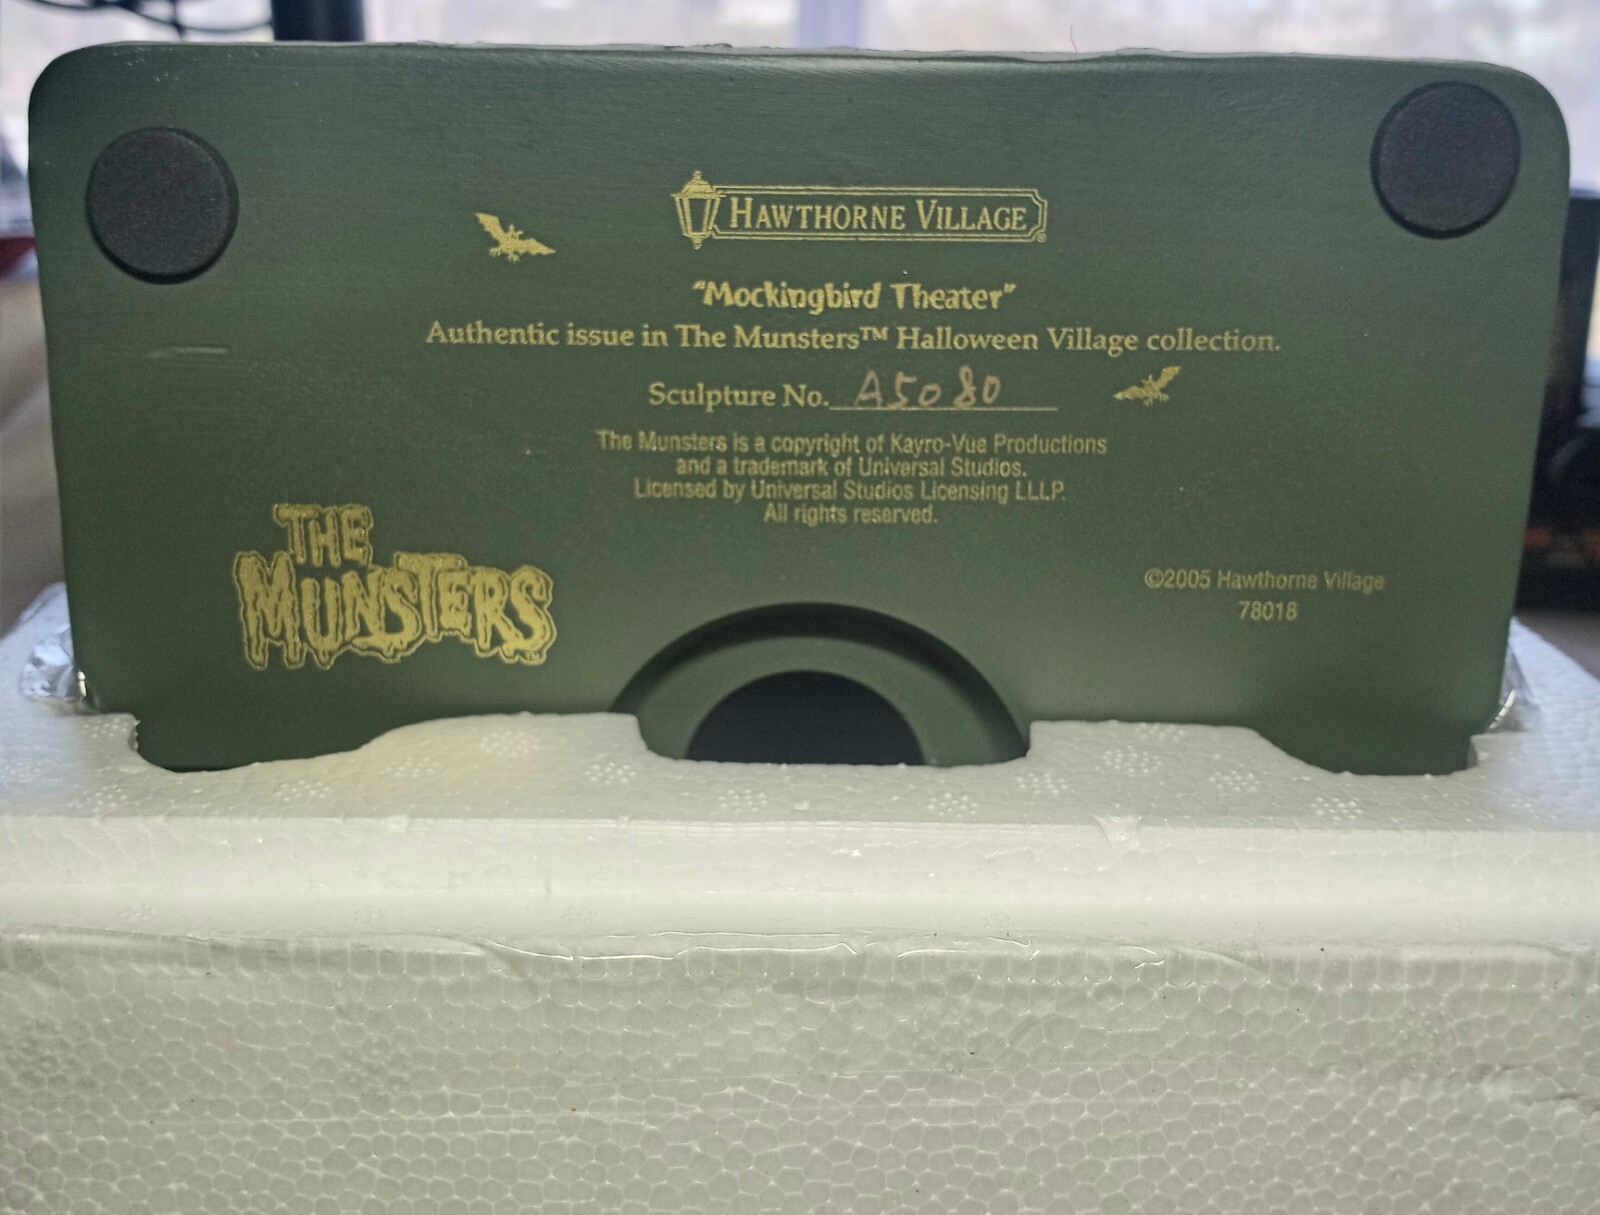 HAWTHORNE VILLAGE®
"Mockingbird Theater"
Authentic issue in The Munsters™ Halloween Village collection.
Sculpture No. A5080
The Munsters is a copyright of Kayro-Vue Productions
and a trademark of Universal Studios.
Licensed by Universal Studios Licensing LLLP.
All rights reserved.
THE
MUNSTERS™
©2005 Hawthorne Village
78018